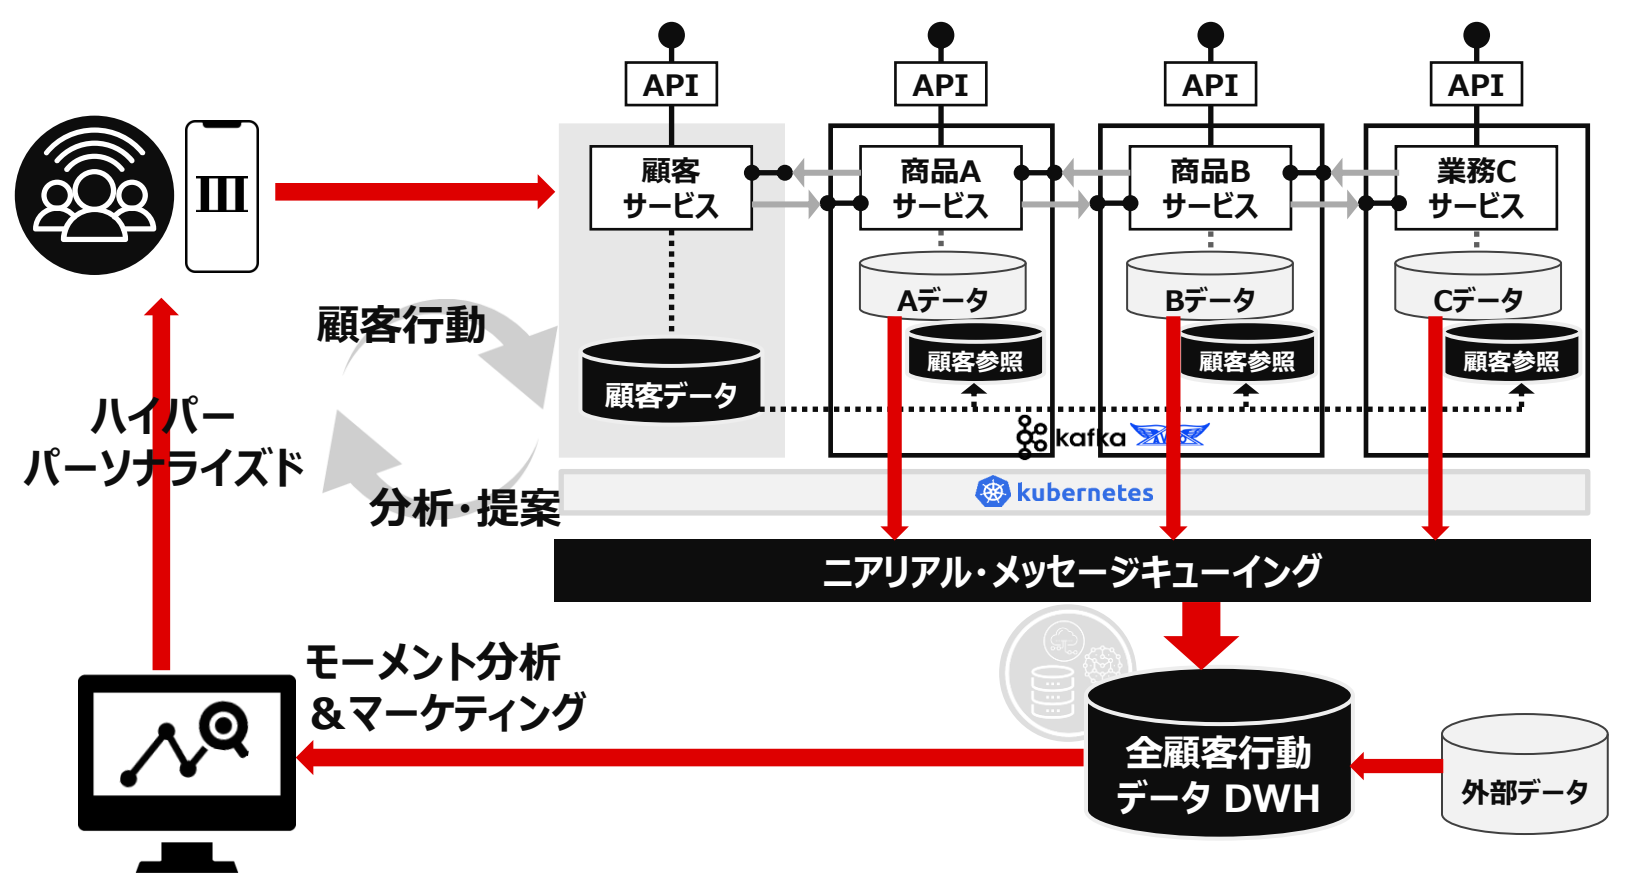 API
API
API
API
顧客
サービス
商品A
サービス
商品B
サービス
業務C
サービス
Aデータ
Bデータ
Cデータ
顧客参照
顧客参照
顧客参照
顧客データ
顧客行動
分析・提案
ハイパー
パーソナライズド
kafka
kubernetes
ニアリアル・メッセージキューイング
モーメント分析
&マーケティング
全顧客行動
データ DWH
外部データ